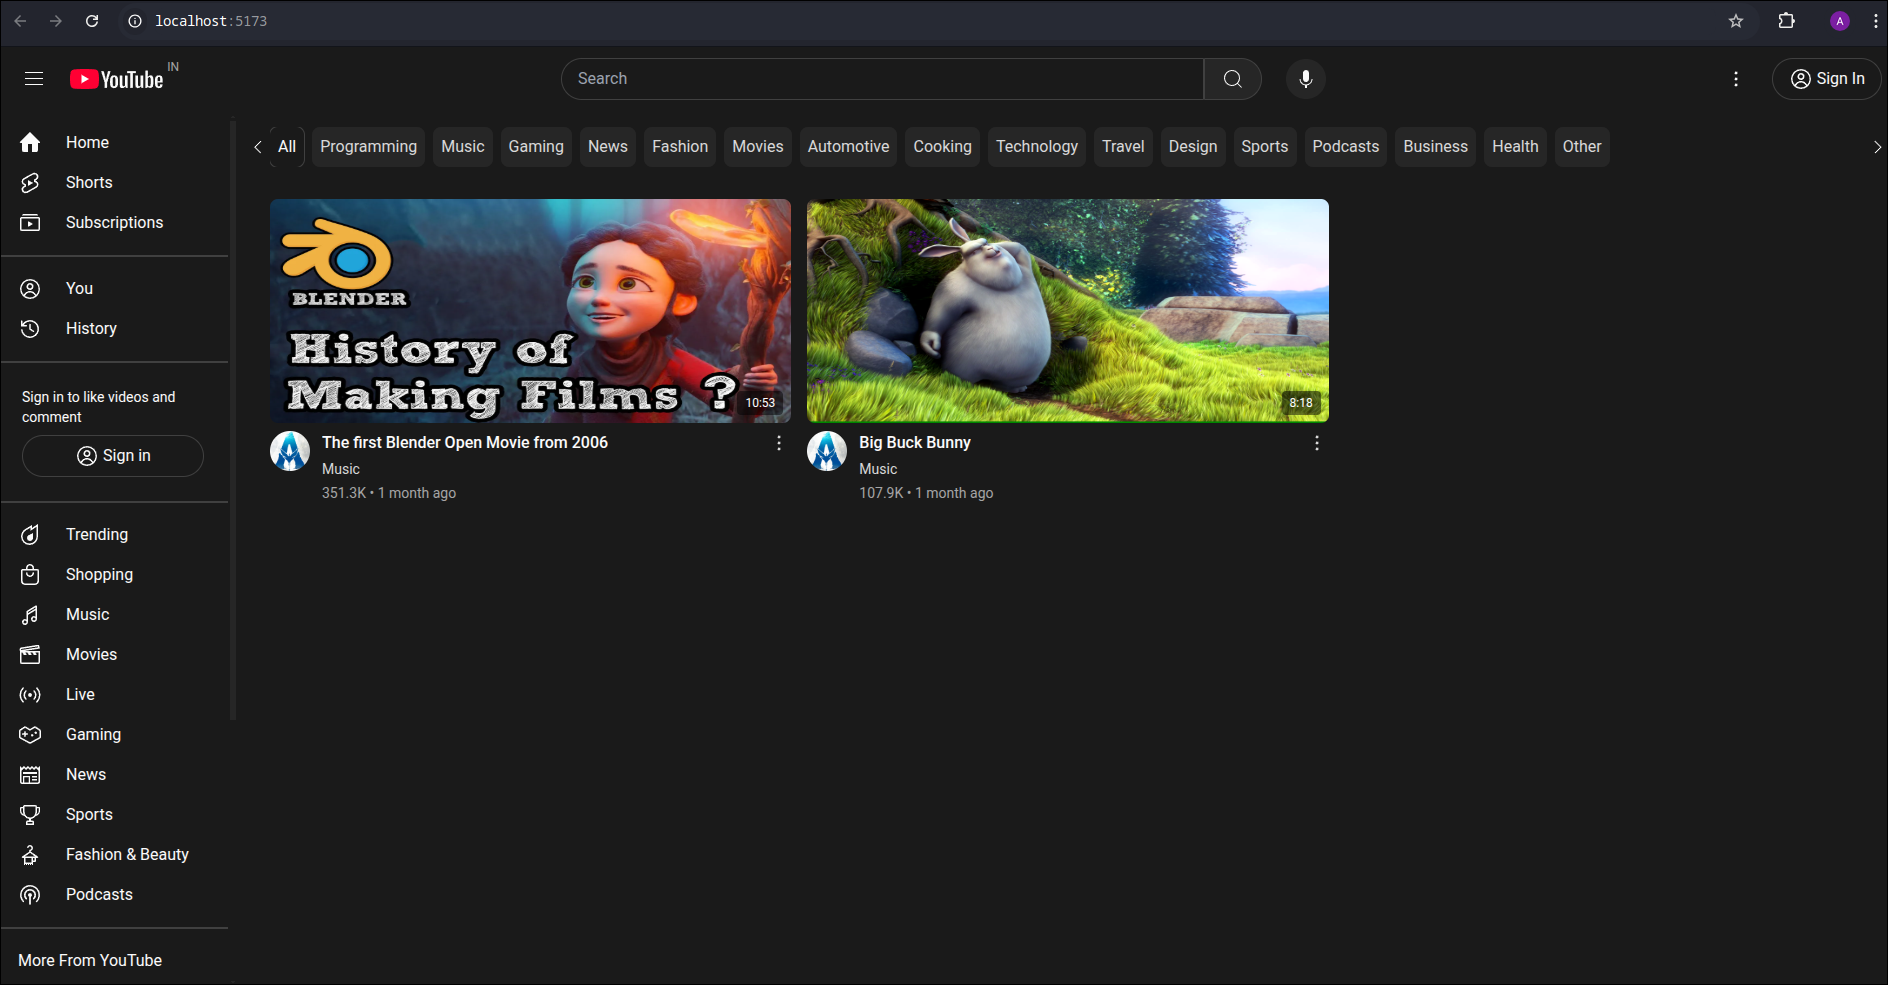 localhost:5173
YouTube IN
Search
Sign In
Home
Shorts
Subscriptions
You
History
Sign in to like videos and
comment
Sign in
Trending
Shopping
Music
Movies
Live
Gaming
News
Sports
Fashion & Beauty
Podcasts
More From YouTube
All Programming Music Gaming News Fashion Movies Automotive Cooking Technology Travel Design Sports Podcasts Business Health Other
BLENDER
History of
Making Films ?
10:53
The first Blender Open Movie from 2006
Music
351.3K • 1 month ago
8:18
Big Buck Bunny
Music
107.9K • 1 month ago
A